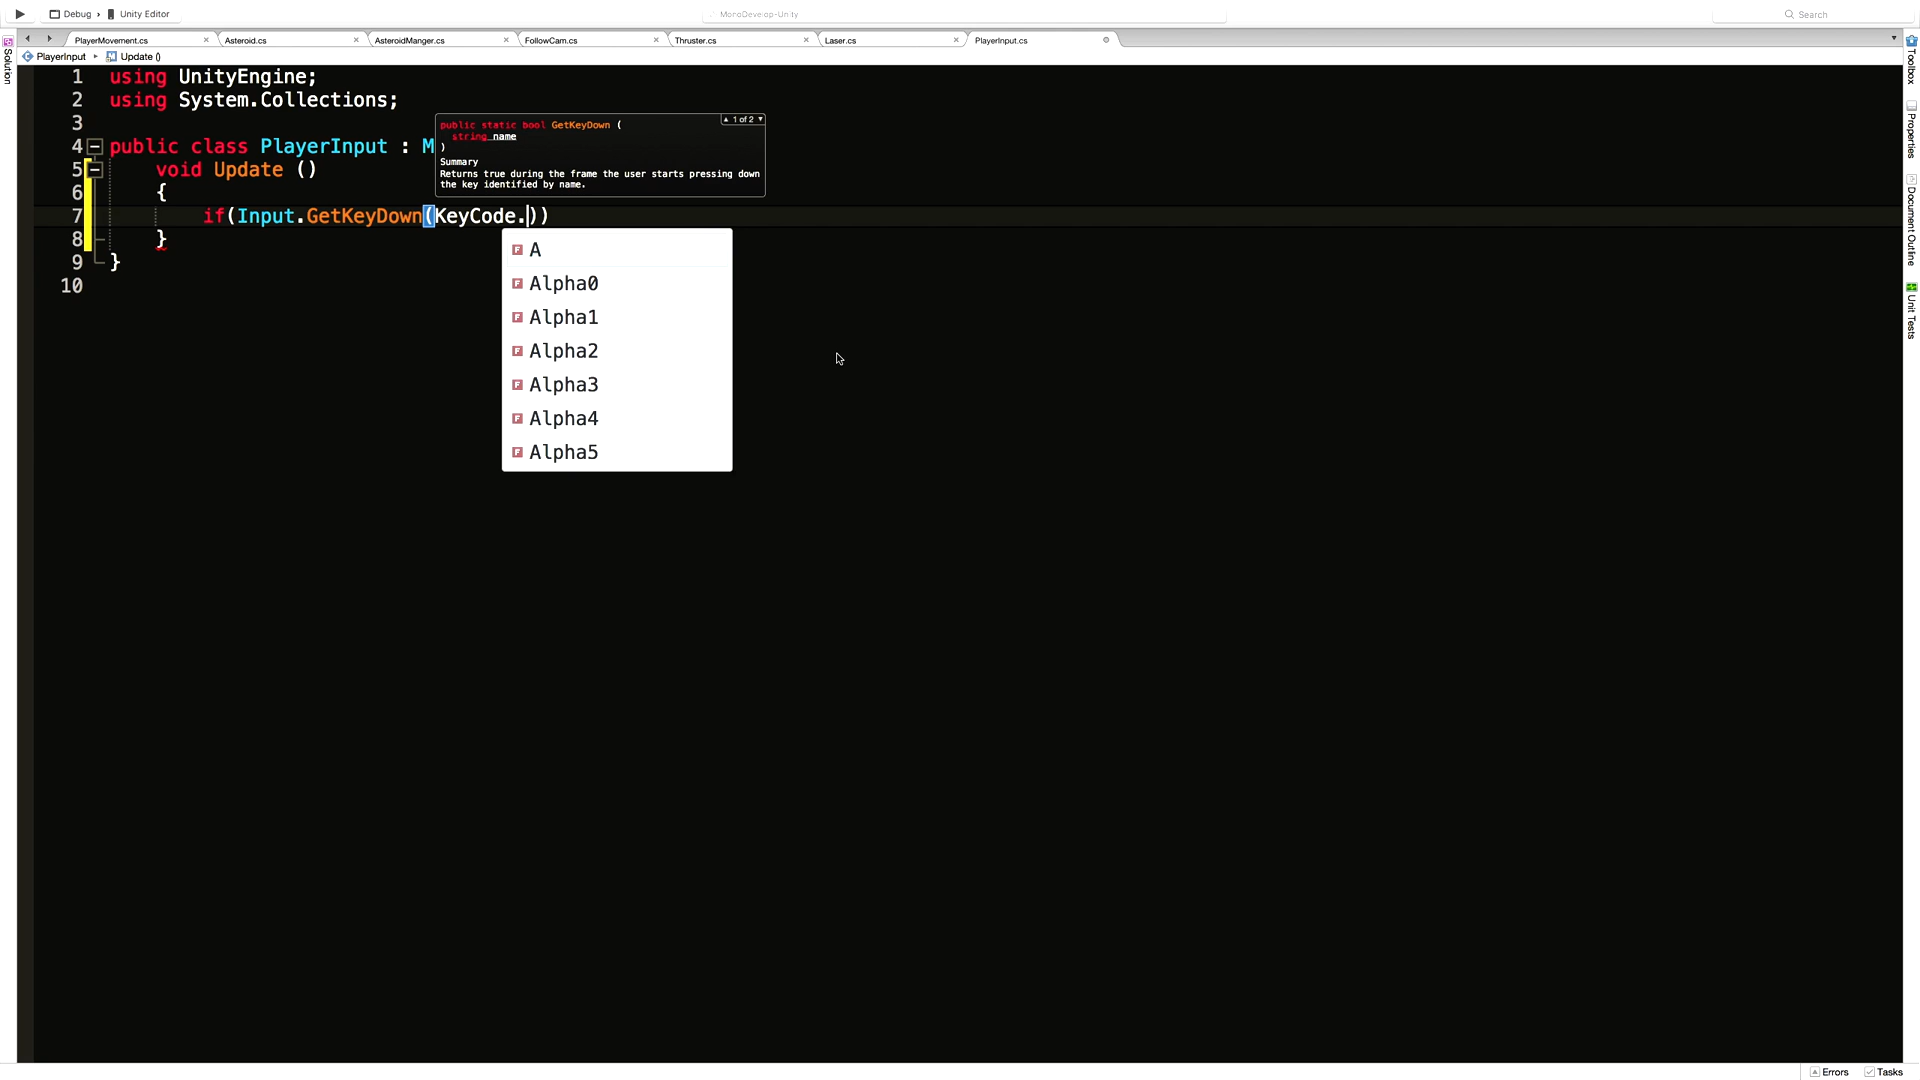 Debug › Unity Editor
MonoDevelop-Unity
Search
PlayerMovement.cs
Asteroid.cs
AsteroidManger.cs
FollowCam.cs
Thruster.cs
Laser.cs
PlayerInput.cs
PlayerInput ▸ Update ()
Solution
1 using UnityEngine;
2 using System.Collections;
3
4 public class PlayerInput : M
5 void Update ()
6 {
7 if(Input.GetKeyDown(KeyCode.))
8 }
9 }
10
▲ 1 of 2 ▼
public static bool GetKeyDown (
string name
)
Summary
Returns true during the frame the user starts pressing down
the key identified by name.
A
Alpha0
Alpha1
Alpha2
Alpha3
Alpha4
Alpha5
Toolbox
Properties
Document Outline
Unit Tests
Errors
Tasks